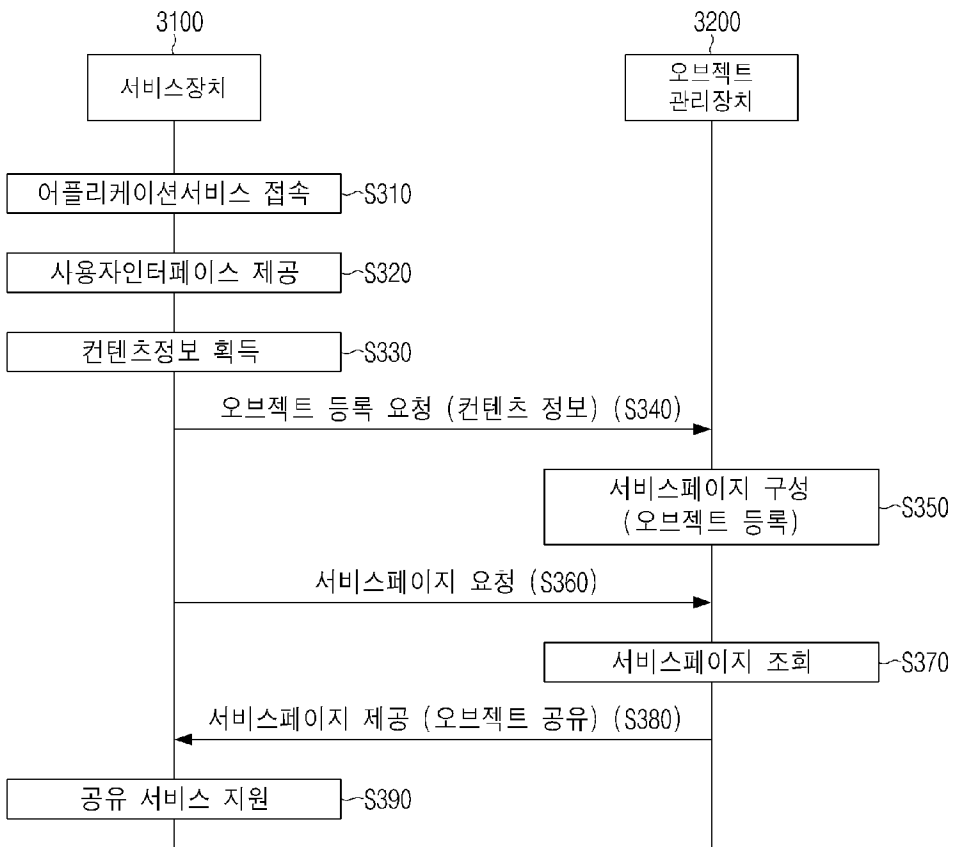 3100
3200
서비스장치
오브젝트
관리장치
어플리케이션서비스 접속
S310
사용자인터페이스 제공
S320
컨텐츠정보 획득
S330
오브젝트 등록 요청 (컨텐츠 정보) (S340)
서비스페이지 구성
(오브젝트 등록)
S350
서비스페이지 요청 (S360)
서비스페이지 조회
S370
서비스페이지 제공 (오브젝트 공유) (S380)
공유 서비스 지원
S390